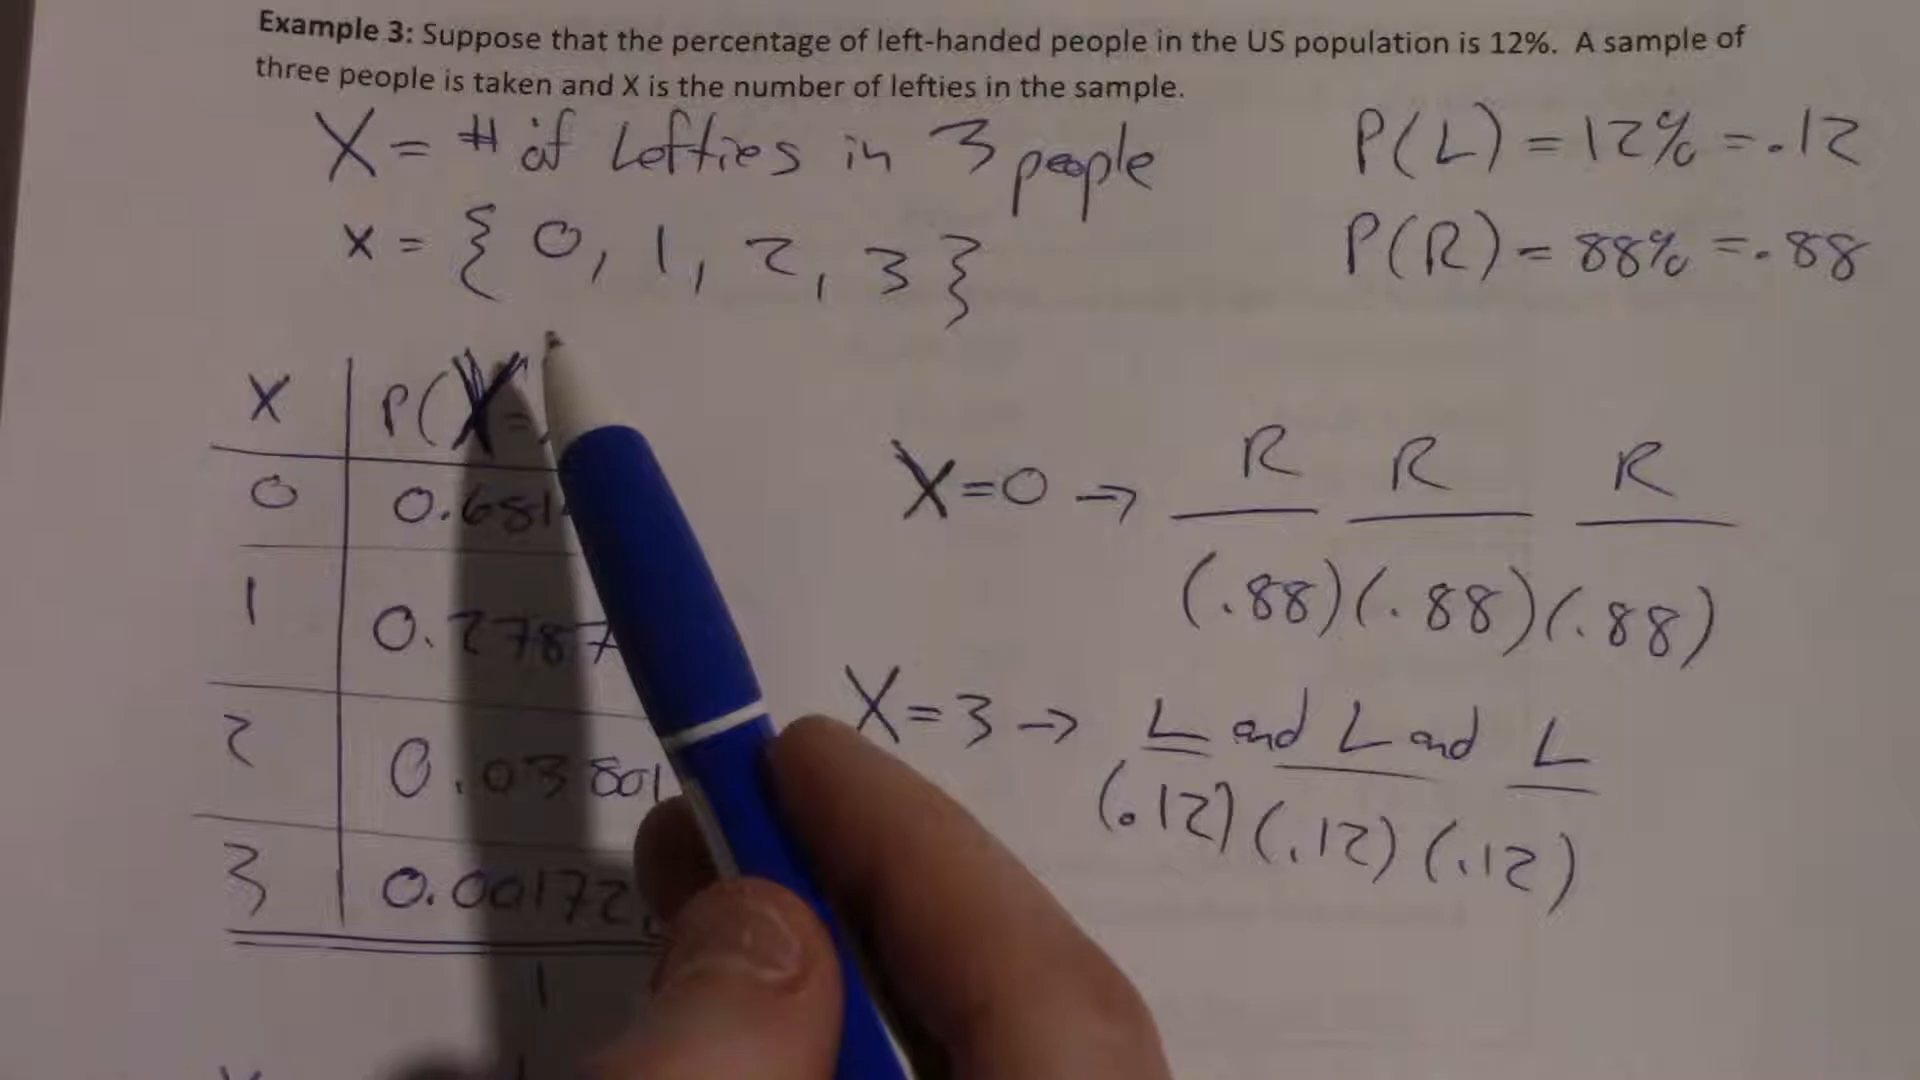 Example 3: Suppose that the percentage of left-handed people in the US population is 12%. A sample of
three people is taken and X is the number of lefties in the sample.
X = # of Lefties in 3 people
x = { 0, 1, 2, 3 }
P(L) = 12% = .12
P(R) = 88% = .88
X P(X=
0 0.681
1 0.2787
2 0.03801
3 0.00172
1
X=0 → R R R
(.88)(.88)(.88)
X=3 → L and L and L
(.12)(.12)(.12)